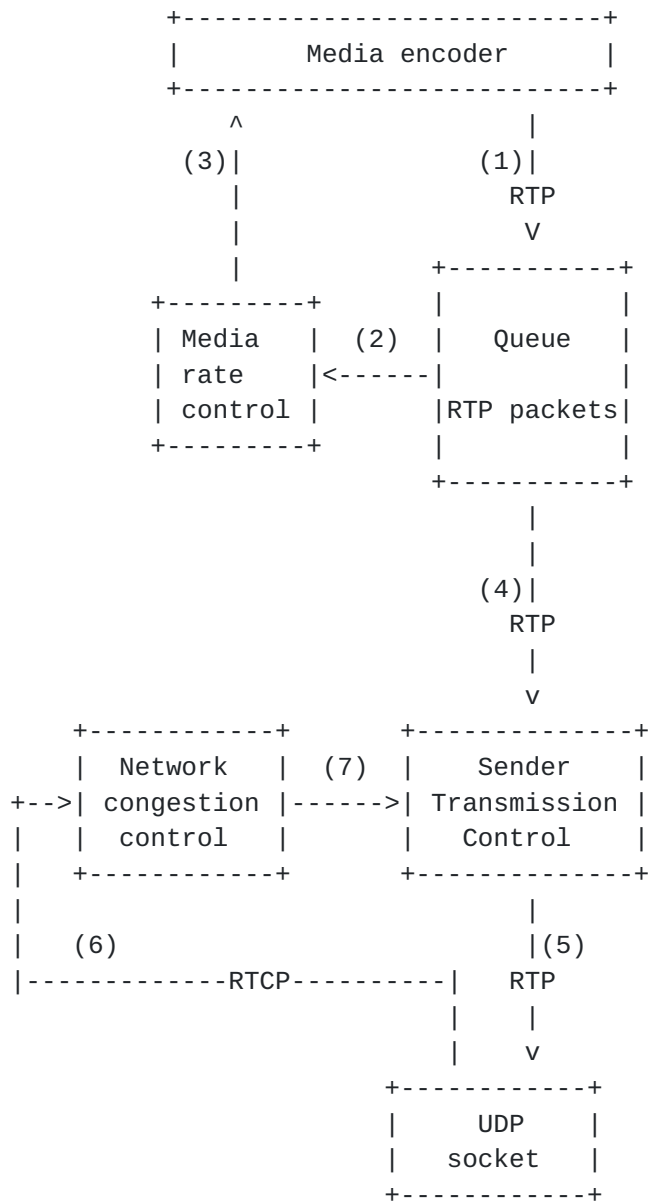 Media encoder
(3) (1)
RTP
Media (2) Queue
rate
control RTP packets
(4)
RTP
Network (7) Sender
congestion Transmission
control Control
(6) (5)
RTCP RTP
UDP
socket